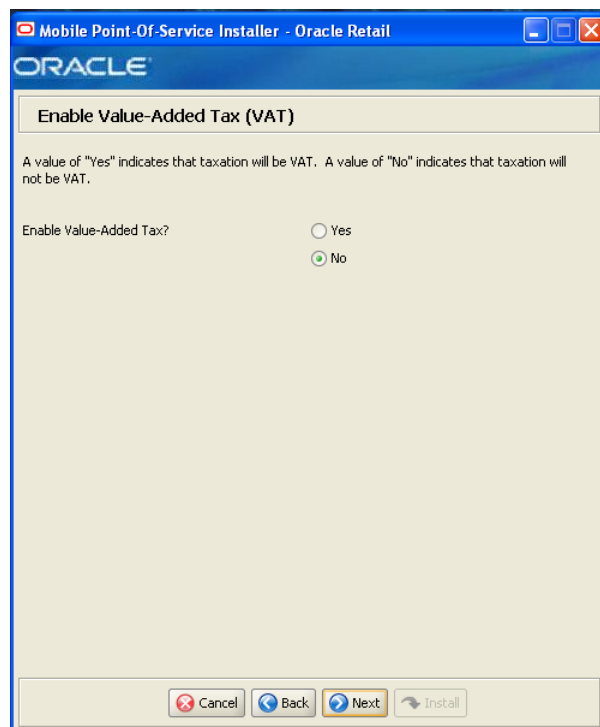 Mobile Point-Of-Service Installer - Oracle Retail
ORACLE
Enable Value-Added Tax (VAT)
A value of "Yes" indicates that taxation will be VAT. A value of "No" indicates that taxation will
not be VAT.
Enable Value-Added Tax? Yes
No
Cancel Back Next Install